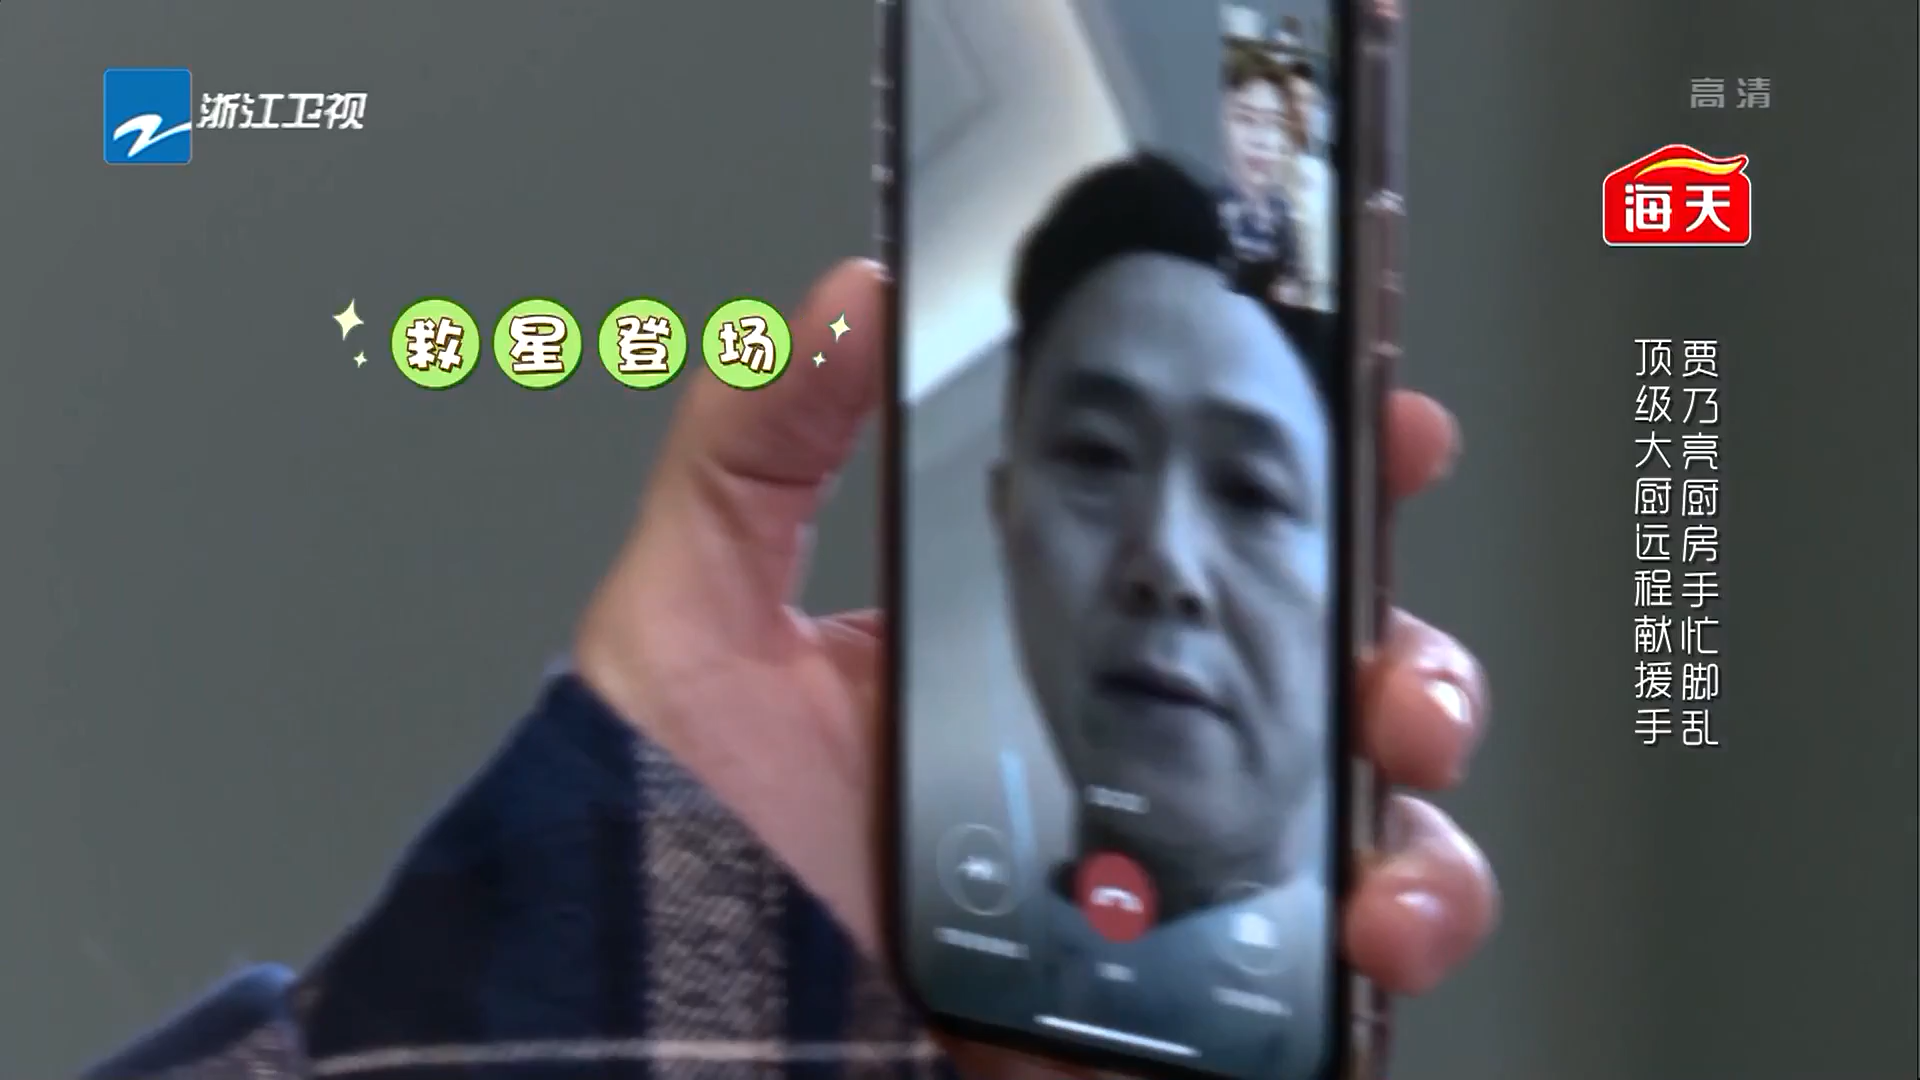 浙江卫视
高清
海天
救星登场
贾乃亮厨房手忙脚乱
顶级大厨远程献援手